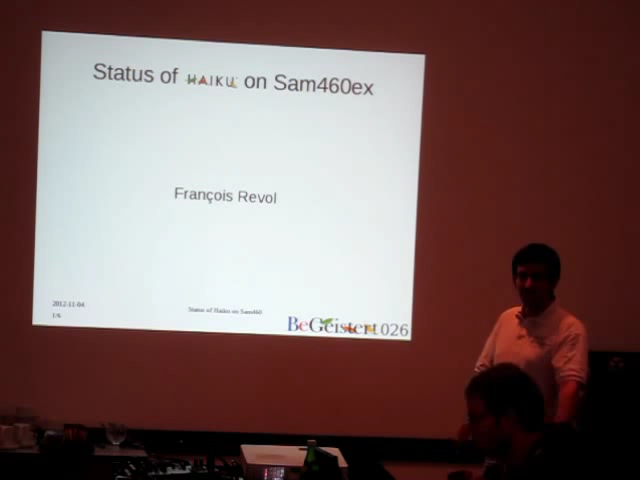 Status of HAIKU on Sam460ex
François Revol
2012-11-04
Status of Haiku on Sam460
1/6
BeGeistert 026